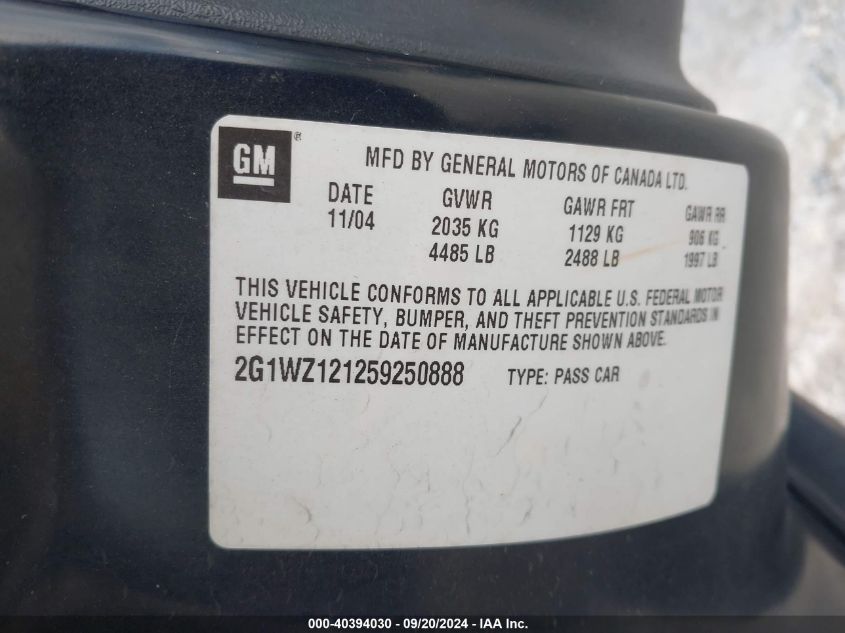 GM®
MFD BY GENERAL MOTORS OF CANADA LTD.
DATE GVWR GAWR FRT GAWR RR
11/04 2035 KG 1129 KG 906 KG
4485 LB 2488 LB 1997 LB
THIS VEHICLE CONFORMS TO ALL APPLICABLE U.S. FEDERAL MOTOR
VEHICLE SAFETY, BUMPER, AND THEFT PREVENTION STANDARDS IN
EFFECT ON THE DATE OF MANUFACTURE SHOWN ABOVE.
2G1WZ121259250888 TYPE: PASS CAR
000-40394030 - 09/20/2024 - IAA Inc.